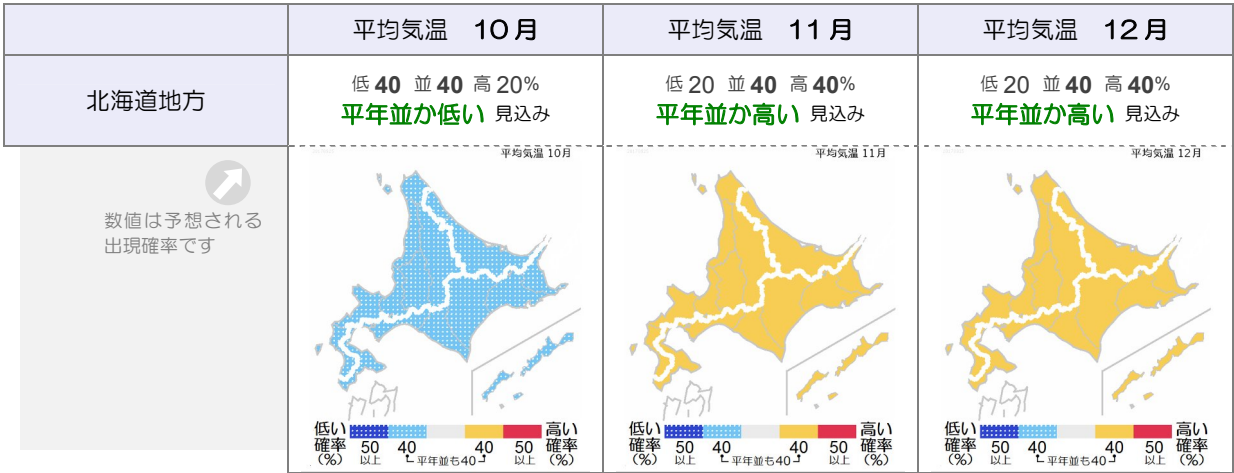 平均気温 10月
平均気温 11月
平均気温 12月
北海道地方
低40 並40 高20%
平年並か低い 見込み
低20 並40 高40%
平年並か高い 見込み
低20 並40 高40%
平年並か高い 見込み
数値は予想される
出現確率です
平均気温 10月
低い 高い
確率 50 40 40 50 確率
(%) 以上 平年並も40 以上 (%)
平均気温 11月
低い 高い
確率 50 40 40 50 確率
(%) 以上 平年並も40 以上 (%)
平均気温 12月
低い 高い
確率 50 40 40 50 確率
(%) 以上 平年並も40 以上 (%)